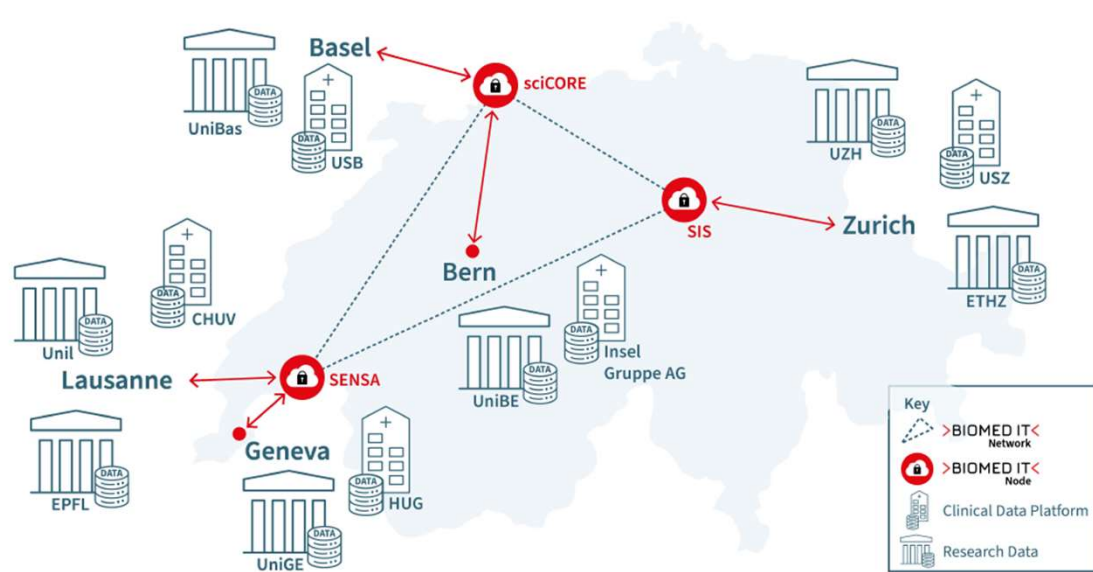 Basel
sciCORE
DATA
UniBas
DATA
USB
DATA
UZH
DATA
USZ
SIS
Zurich
Bern
DATA
ETHZ
DATA
CHUV
DATA
Unil
Lausanne
SENSA
DATA
Insel
Gruppe AG
DATA
UniBE
Geneva
DATA
EPFL
DATA
HUG
DATA
UniGE
Key
>BIOMED IT<
Network
>BIOMED IT<
Node
Clinical Data Platform
Research Data